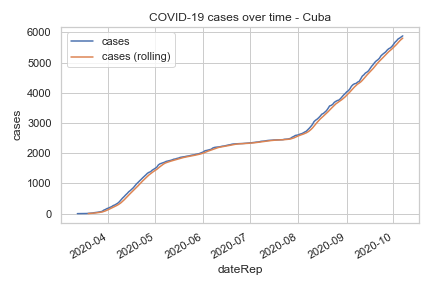 COVID-19 cases over time - Cuba
cases
cases (rolling)
6000
5000
4000
3000
2000
1000
0
cases
2020-04
2020-05
2020-06
2020-07
2020-08
2020-09
2020-10
dateRep